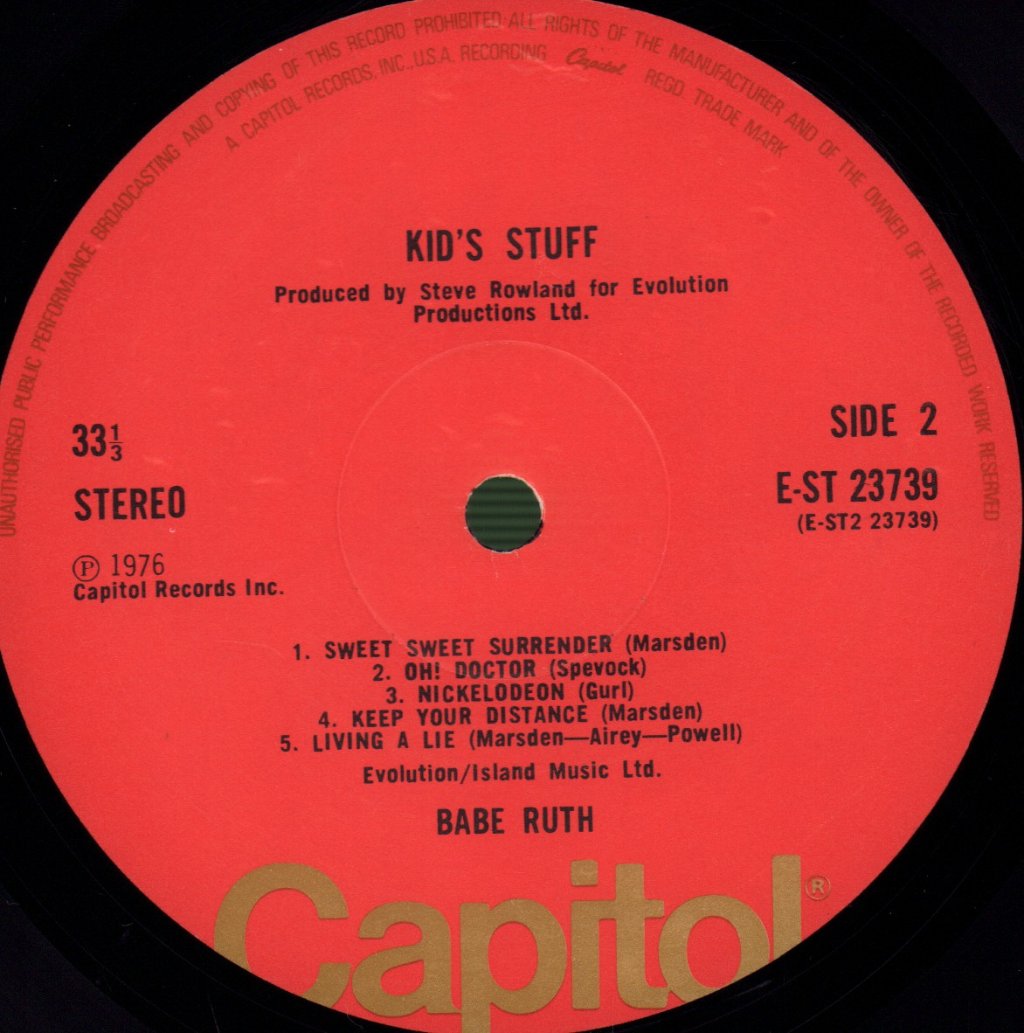 UNAUTHORISED PUBLIC PERFORMANCE BROADCASTING AND COPYING OF THIS RECORD PROHIBITED·ALL RIGHTS OF THE MANUFACTURER AND OF THE OWNER OF THE RECORDED WORK RESERVED
A CAPITOL RECORDS, INC., U.S.A. RECORDING Capitol REGD. TRADE MARK
KID'S STUFF
Produced by Steve Rowland for Evolution
Productions Ltd.
SIDE 2
33⅓
E-ST 23739
STEREO
(E-ST2 23739)
Ⓟ 1976
Capitol Records Inc.
1. SWEET SWEET SURRENDER (Marsden)
2. OH! DOCTOR (Spevock)
3. NICKELODEON (Gurl)
4. KEEP YOUR DISTANCE (Marsden)
5. LIVING A LIE (Marsden—Airey—Powell)
Evolution/Island Music Ltd.
BABE RUTH
Capitol®